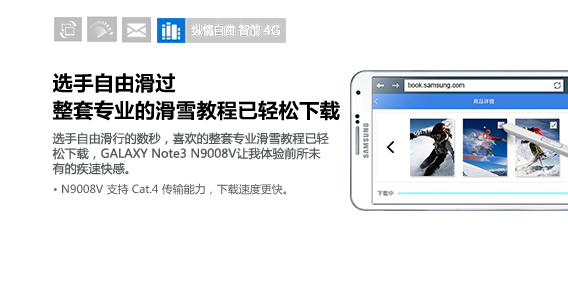 纵情自由 智能 4G
选手自由滑过
整套专业的滑雪教程已轻松下载
选手自由滑行的数秒，喜欢的整套专业滑雪教程已轻
松下载，GALAXY Note3 N9008V让我体验前所未
有的疾速快感。
• N9008V 支持 Cat.4 传输能力，下载速度更快。
book.samsung.com
商品详情
SAMSUNG
下载中